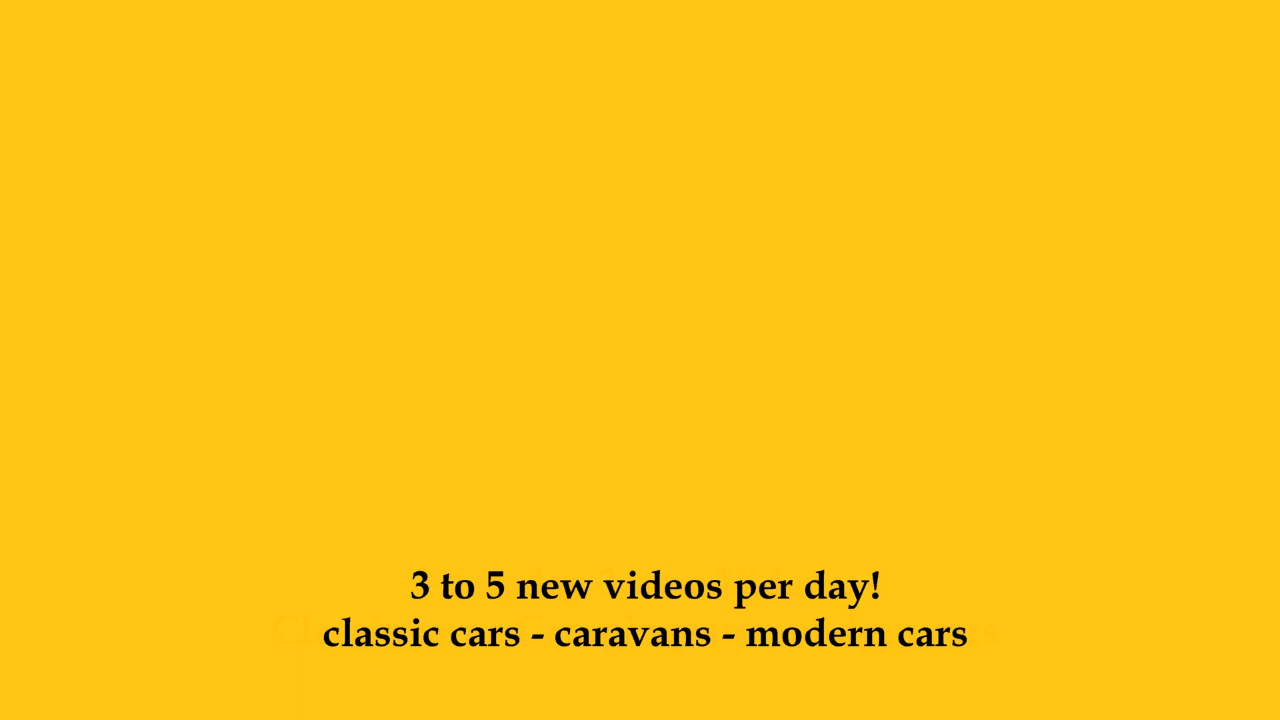 3 to 5 new videos per day!
classic cars - caravans - modern cars